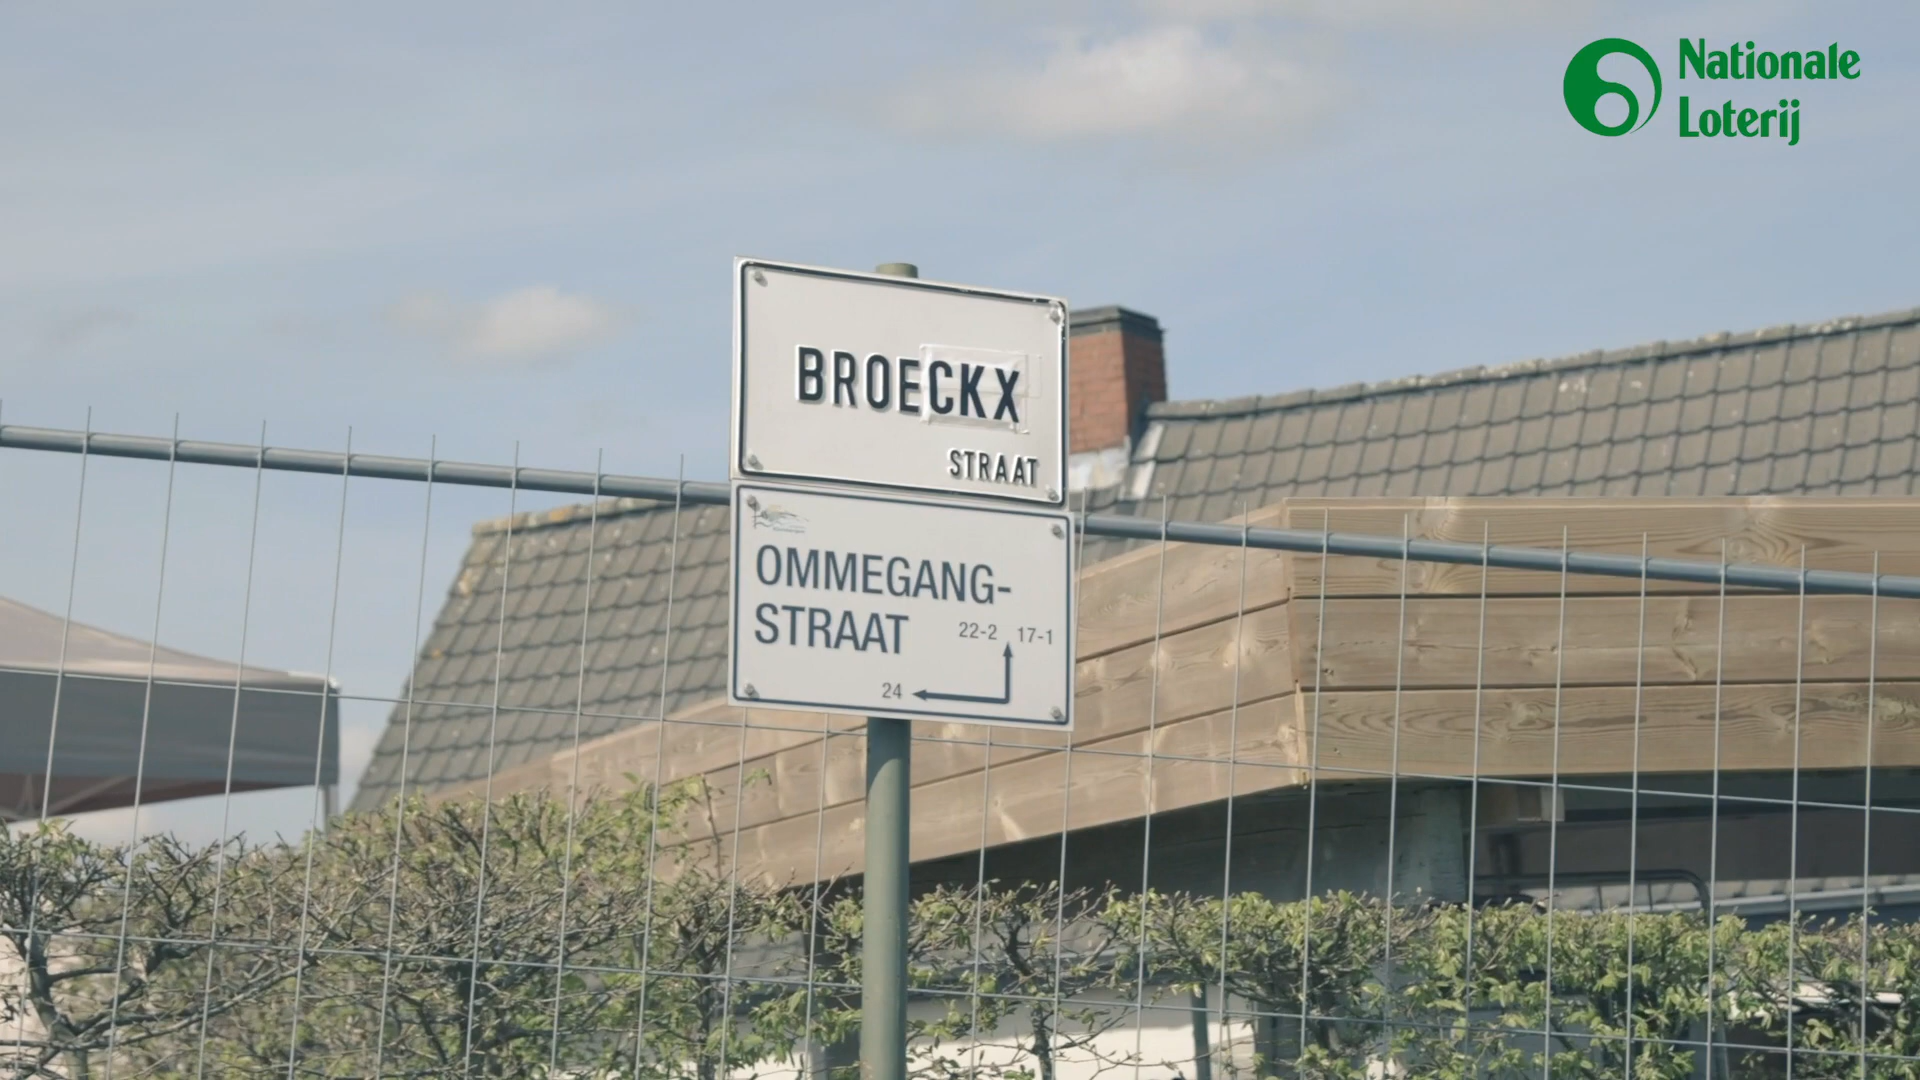 Nationale
Loterij
BROECKX
STRAAT
OMMEGANG-
STRAAT
22-2 17-1
24